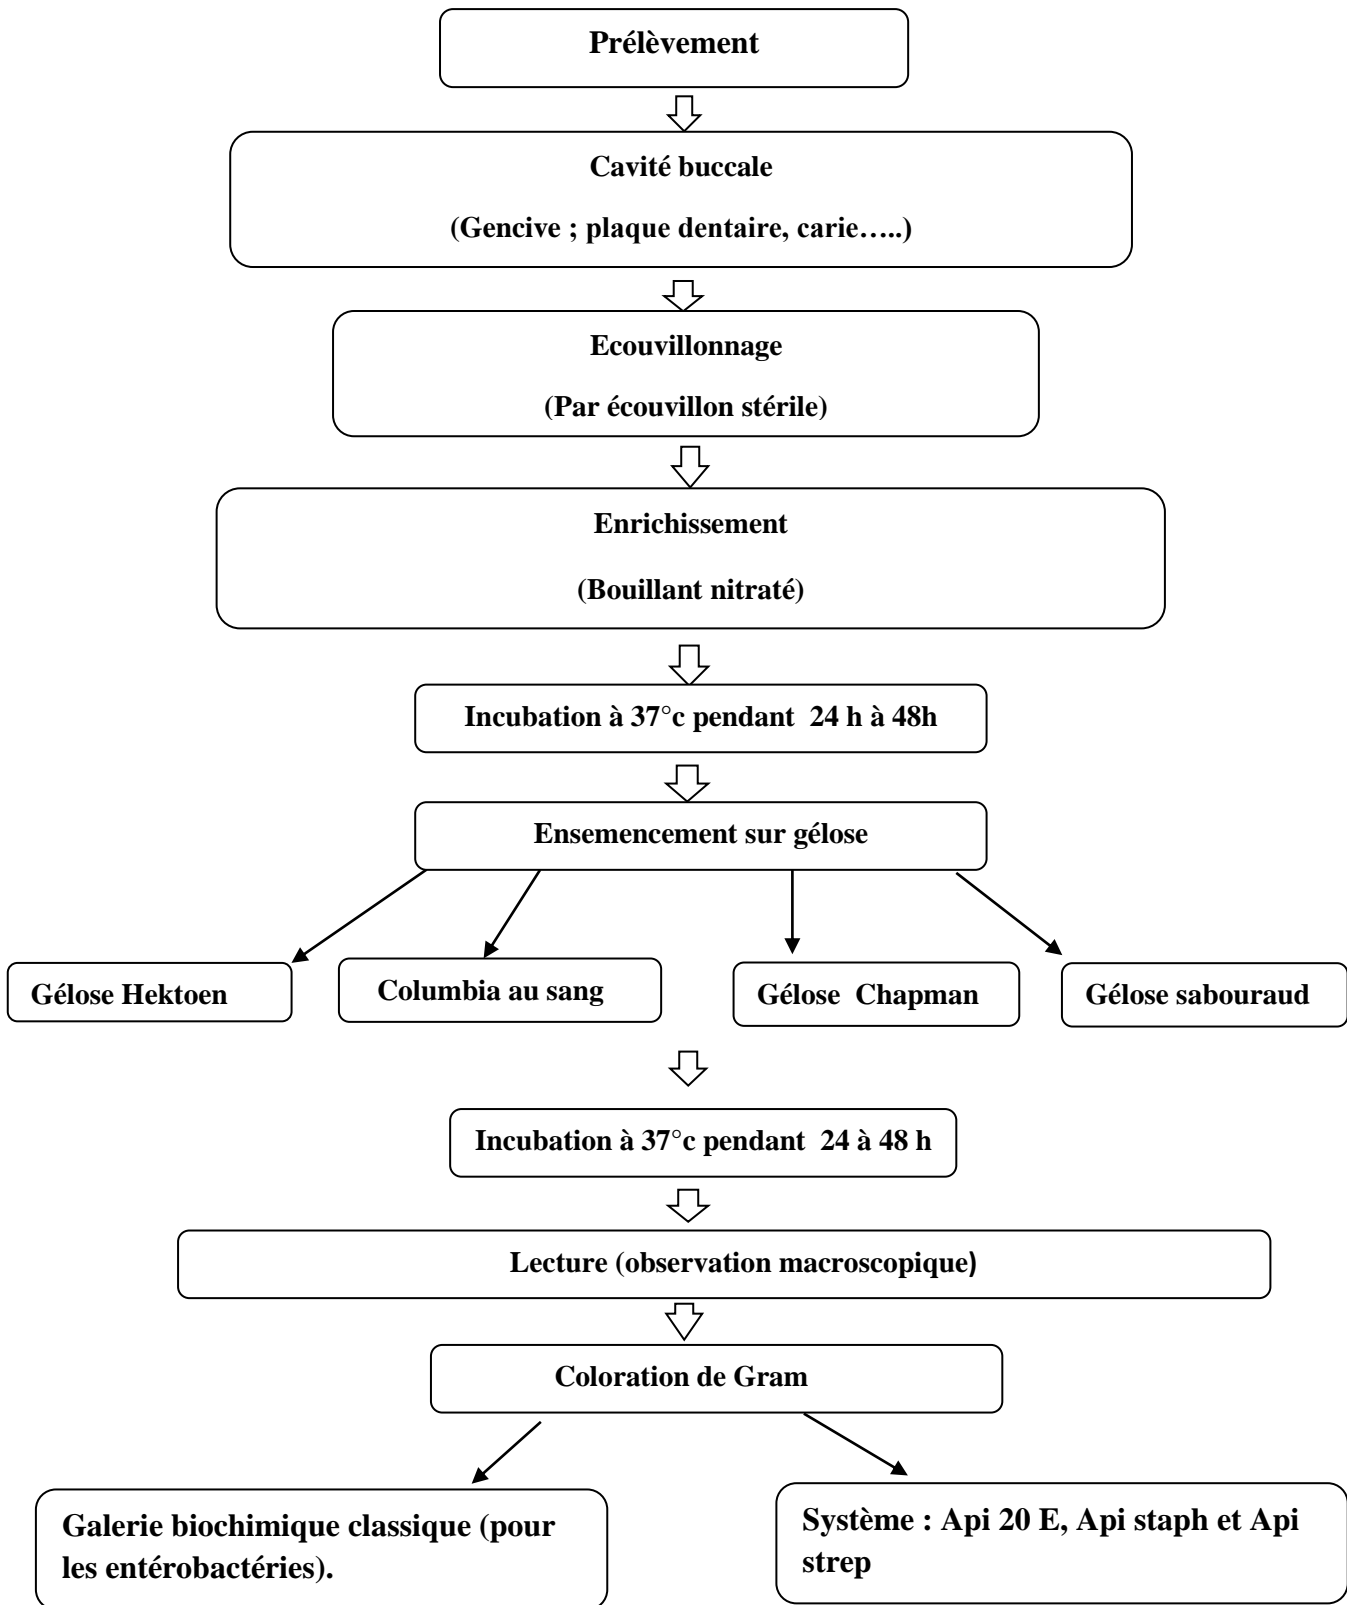 Prélèvement
Cavité buccale
(Gencive ; plaque dentaire, carie…..)
Ecouvillonnage
(Par écouvillon stérile)
Enrichissement
(Bouillant nitraté)
Incubation à 37°c pendant 24 h à 48h
Ensemencement sur gélose
Gélose Hektoen
Columbia au sang
Gélose Chapman
Gélose sabouraud
Incubation à 37°c pendant 24 à 48 h
Lecture (observation macroscopique)
Coloration de Gram
Galerie biochimique classique (pour
les entérobactéries).
Système : Api 20 E, Api staph et Api
strep